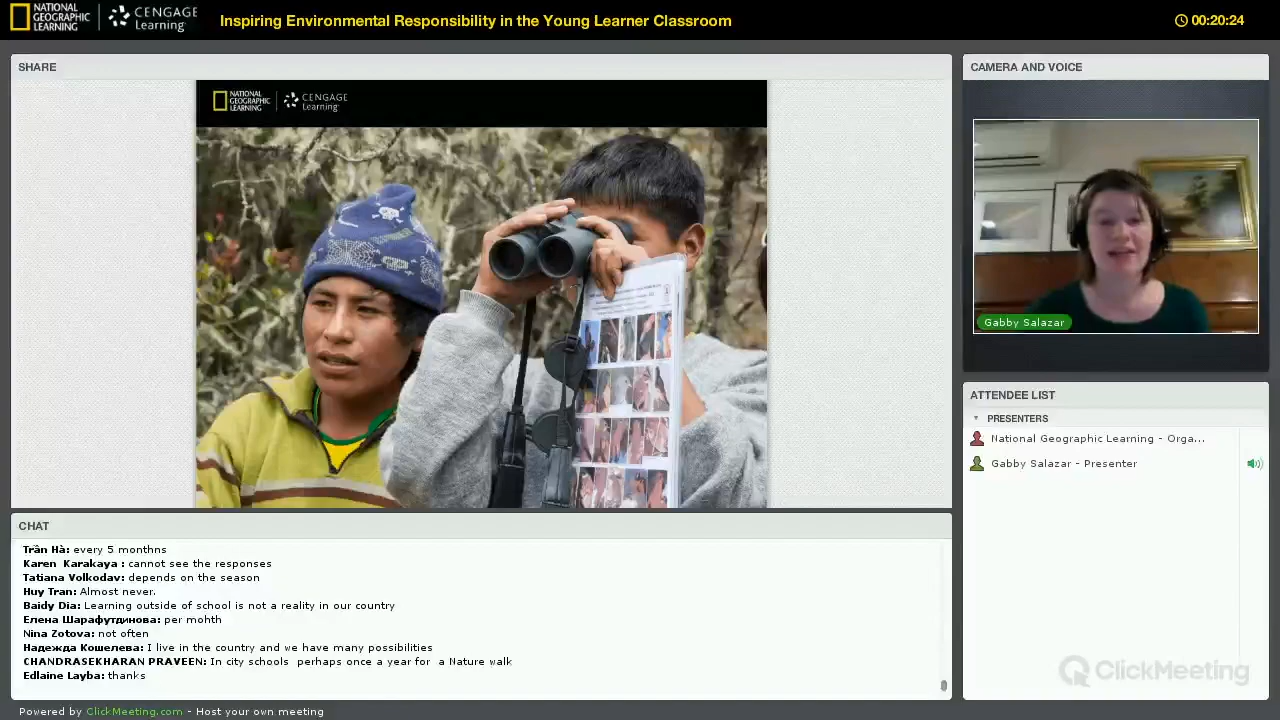 NATIONAL
GEOGRAPHIC
LEARNING
CENGAGE
Learning®
Inspiring Environmental Responsibility in the Young Learner Classroom
00:20:24
SHARE
NATIONAL
GEOGRAPHIC
LEARNING
CENGAGE
Learning®
CAMERA AND VOICE
Gabby Salazar
ATTENDEE LIST
PRESENTERS
National Geographic Learning - Orga...
Gabby Salazar - Presenter
CHAT
Trần Hà: every 5 monthns
Karen Karakaya : cannot see the responses
Tatiana Volkodav: depends on the season
Huy Tran: Almost never.
Baidy Dia: Learning outside of school is not a reality in our country
Елена Шарафутдинова: per mohth
Nina Zotova: not often
Надежда Кошелева: I live in the country and we have many possibilities
CHANDRASEKHARAN PRAVEEN: In city schools perhaps once a year for a Nature walk
Edlaine Layba: thanks
ClickMeeting
Powered by ClickMeeting.com - Host your own meeting